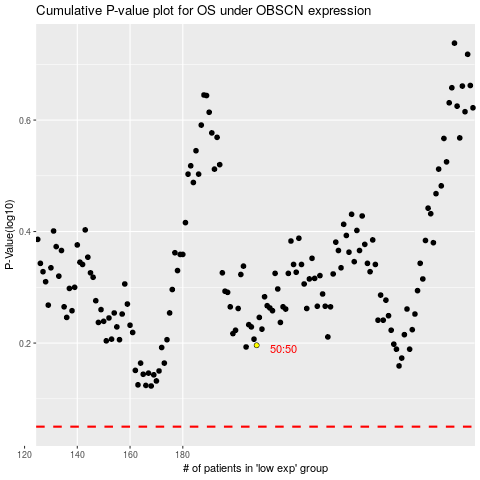 Cumulative P-value plot for OS under OBSCN expression
P-Value(log10)
0.6
0.4
0.2
50:50
120 140 160 180
# of patients in 'low exp' group